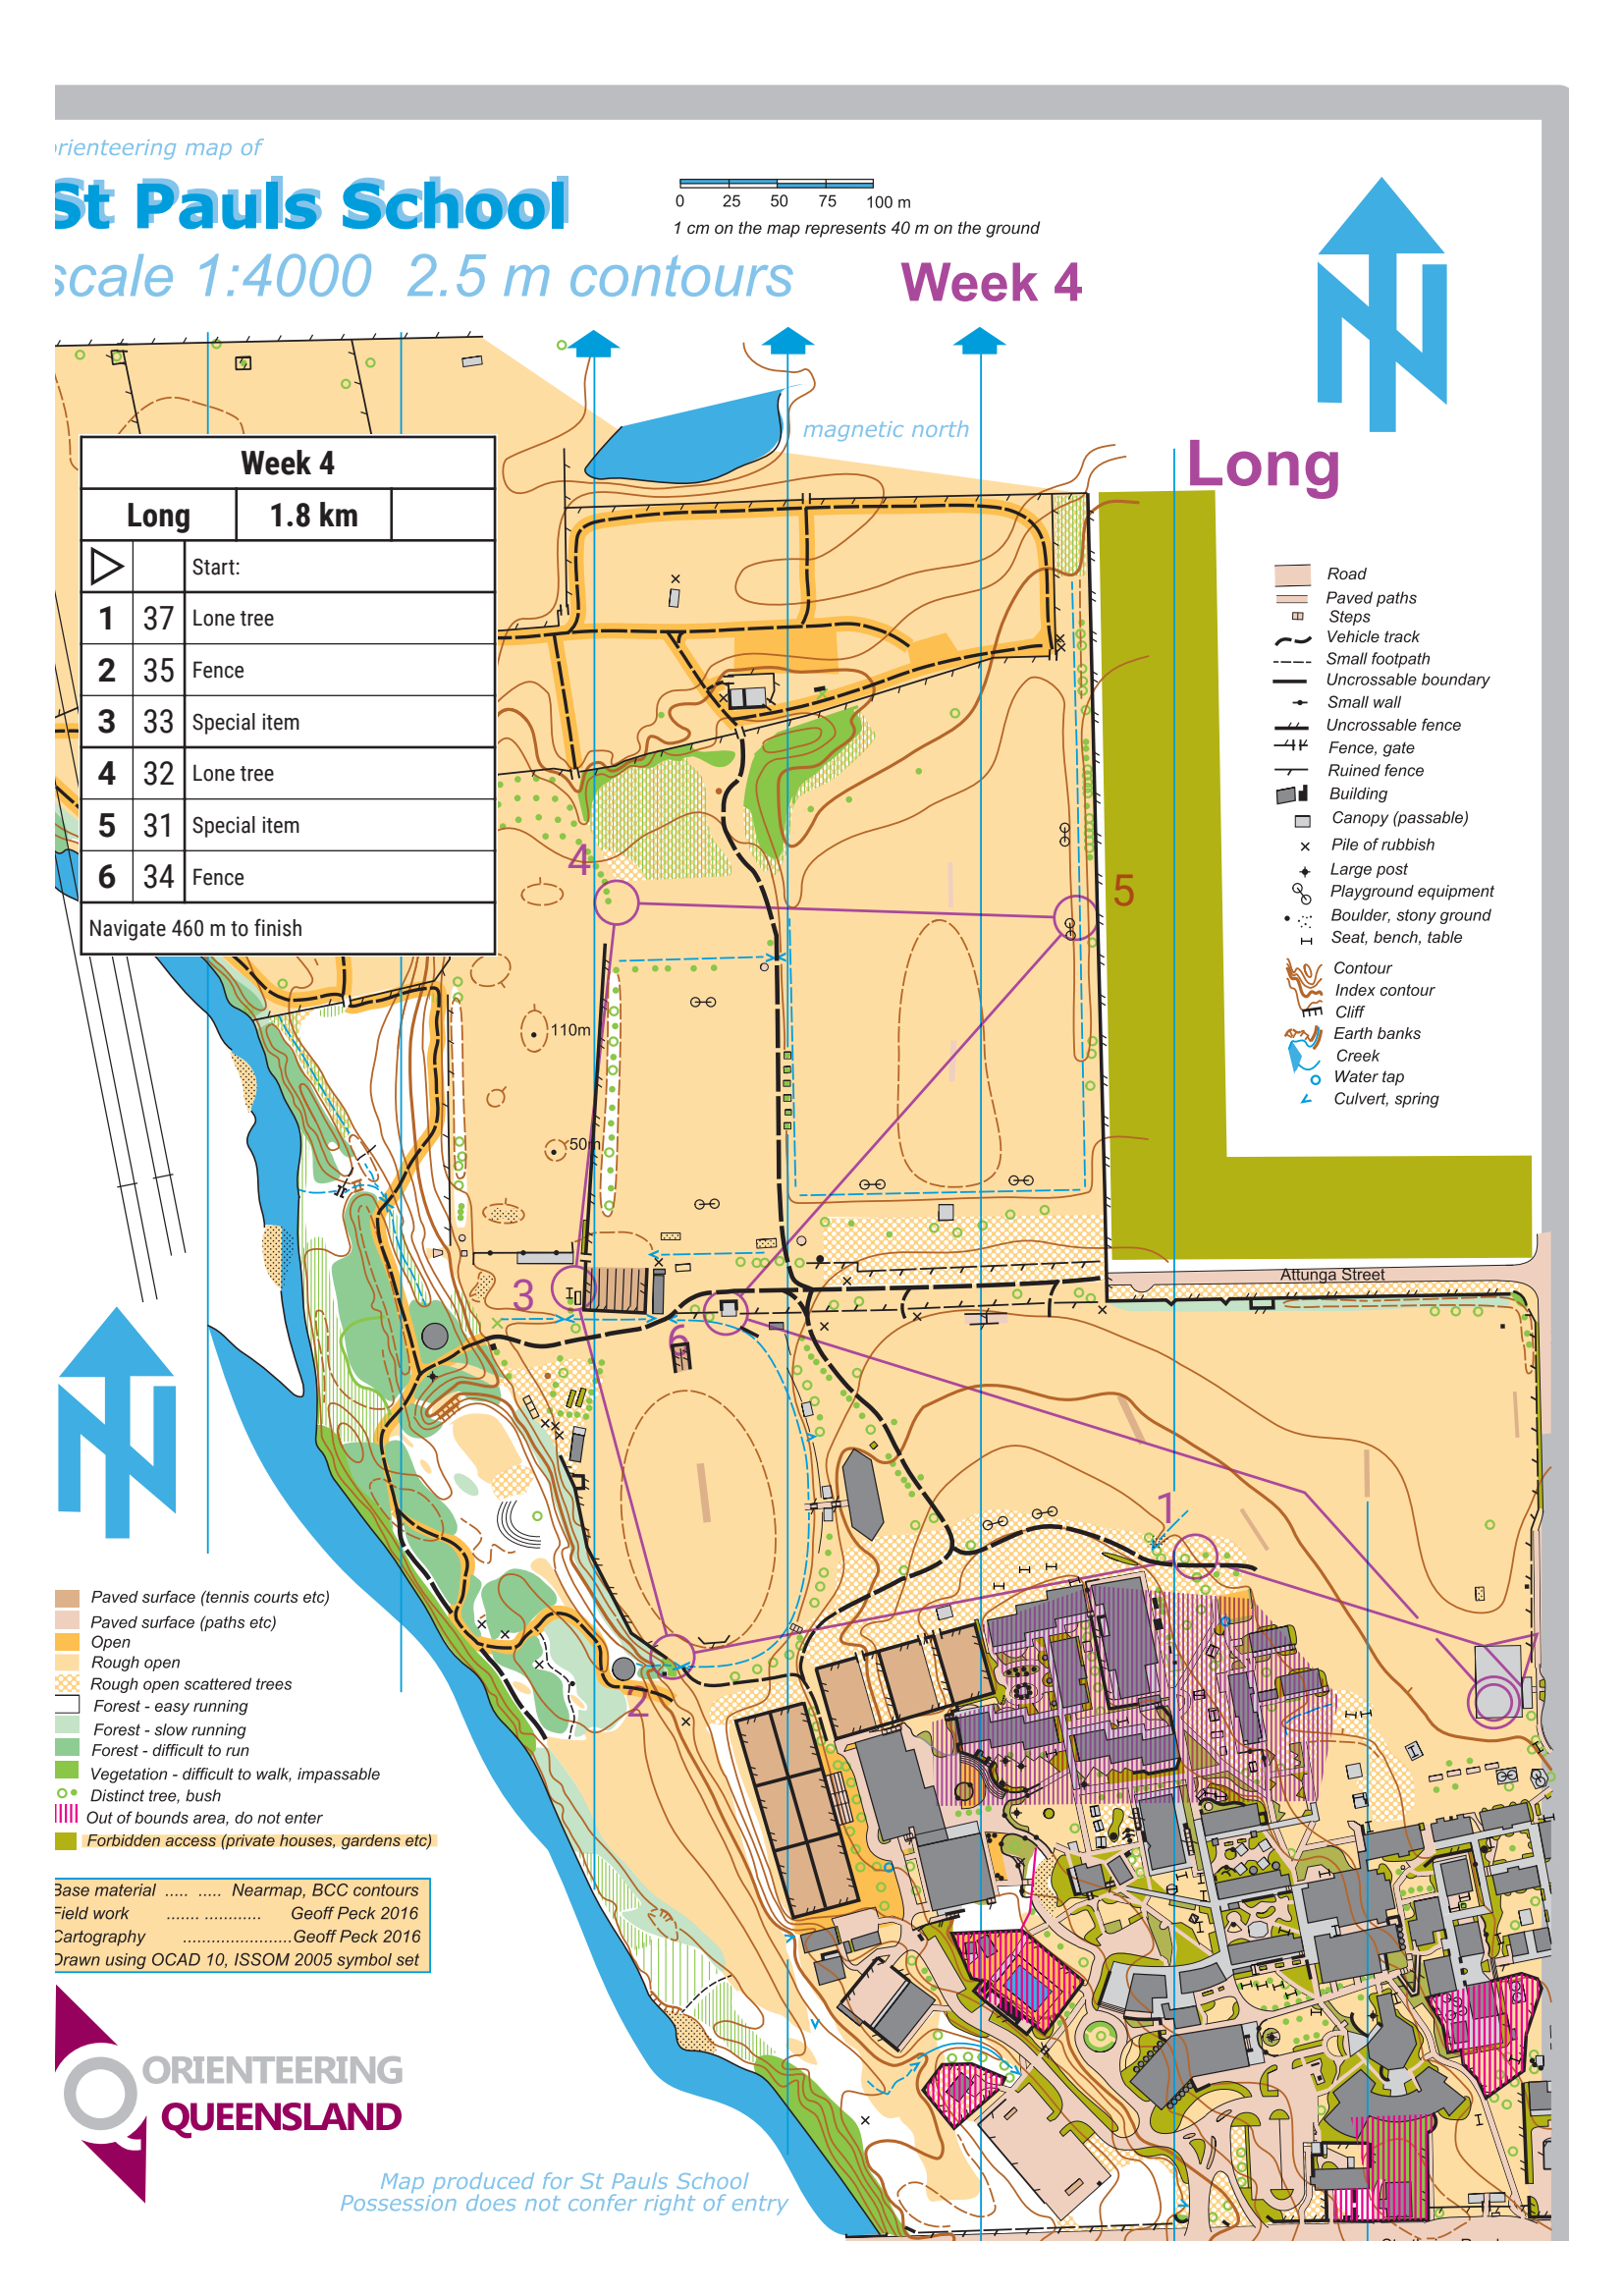 orienteering map of
St Pauls School
scale 1:4000 2.5 m contours
0 25 50 75 100 m
1 cm on the map represents 40 m on the ground
Week 4
magnetic north
Long
Week 4
Long 1.8 km
Start:
1 37 Lone tree
2 35 Fence
3 33 Special item
4 32 Lone tree
5 31 Special item
6 34 Fence
Navigate 460 m to finish
Road
Paved paths
Steps
Vehicle track
Small footpath
Uncrossable boundary
Small wall
Uncrossable fence
Fence, gate
Ruined fence
Building
Canopy (passable)
Pile of rubbish
Large post
Playground equipment
Boulder, stony ground
Seat, bench, table
Contour
Index contour
Cliff
Earth banks
Creek
Water tap
Culvert, spring
4
5
110m
50m
3
6
Attunga Street
1
2
Paved surface (tennis courts etc)
Paved surface (paths etc)
Open
Rough open
Rough open scattered trees
Forest - easy running
Forest - slow running
Forest - difficult to run
Vegetation - difficult to walk, impassable
Distinct tree, bush
Out of bounds area, do not enter
Forbidden access (private houses, gardens etc)
Base material ..... ..... Nearmap, BCC contours
Field work ....... ............ Geoff Peck 2016
Cartography ......................Geoff Peck 2016
Drawn using OCAD 10, ISSOM 2005 symbol set
ORIENTEERING
QUEENSLAND
Map produced for St Pauls School
Possession does not confer right of entry